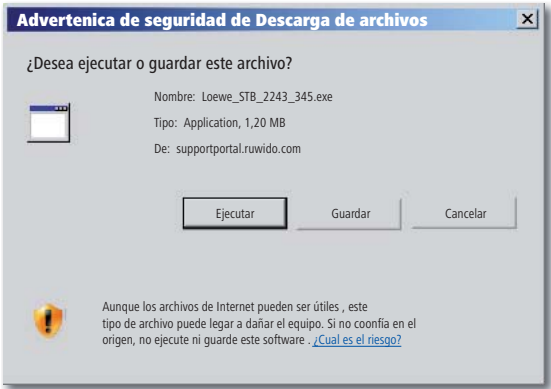 Advertenica de seguridad de Descarga de archivos
¿Desea ejecutar o guardar este archivo?
Nombre: Loewe_STB_2243_345.exe
Tipo: Application, 1,20 MB
De: supportportal.ruwido.com
Ejecutar
Guardar
Cancelar
Aunque los archivos de Internet pueden ser útiles , este
tipo de archivo puede legar a dañar el equipo. Si no coonfía en el
origen, no ejecute ni guarde este software . ¿Cual es el riesgo?